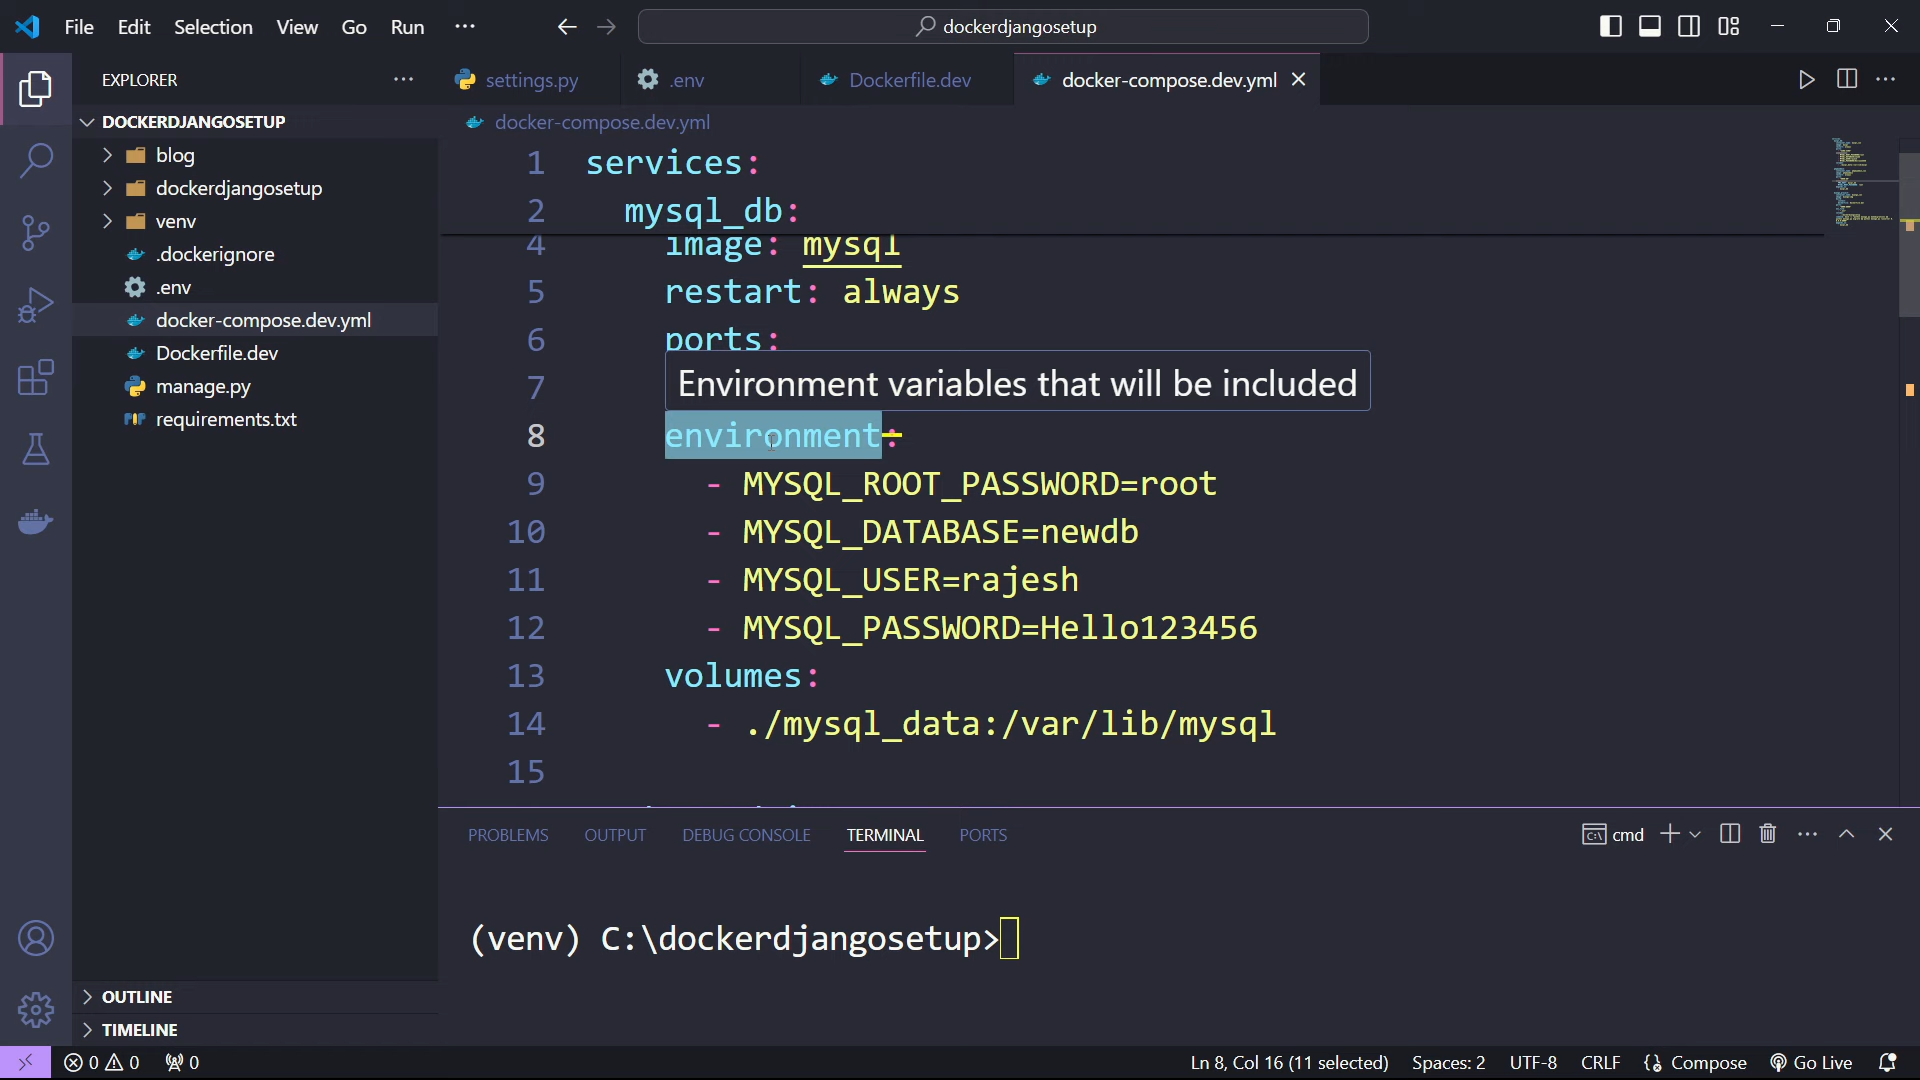 File Edit Selection View Go Run ··· dockerdjangosetup
EXPLORER ···
settings.py .env Dockerfile.dev docker-compose.dev.yml
DOCKERDJANGOSETUP
docker-compose.dev.yml
blog
dockerdjangosetup
venv
.dockerignore
.env
docker-compose.dev.yml
Dockerfile.dev
manage.py
requirements.txt
1 services:
2 mysql_db:
4 image: mysql
5 restart: always
6 ports:
7
Environment variables that will be included
8 environment:
9 - MYSQL_ROOT_PASSWORD=root
10 - MYSQL_DATABASE=newdb
11 - MYSQL_USER=rajesh
12 - MYSQL_PASSWORD=Hello123456
13 volumes:
14 - ./mysql_data:/var/lib/mysql
15
PROBLEMS OUTPUT DEBUG CONSOLE TERMINAL PORTS cmd
(venv) C:\dockerdjangosetup>
OUTLINE
TIMELINE
0 0 0 Ln 8, Col 16 (11 selected) Spaces: 2 UTF-8 CRLF {} Compose Go Live